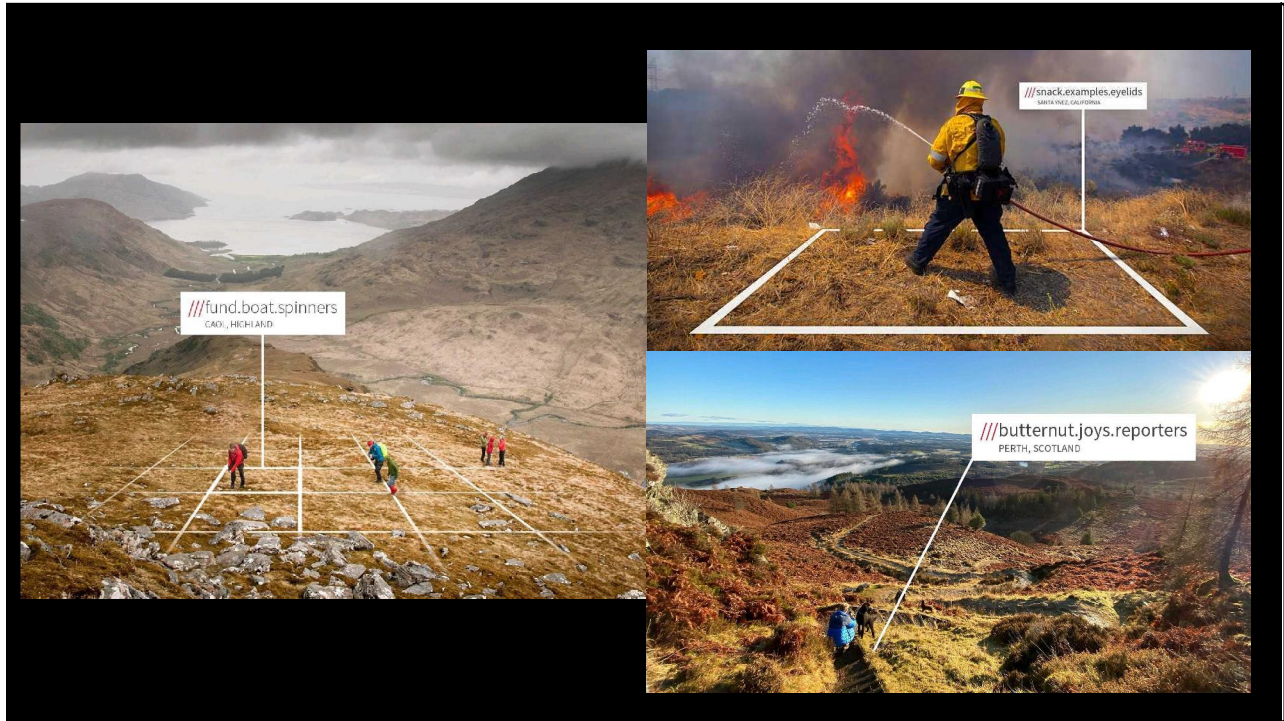 ///fund.boat.spinners
CAOL, HIGHLAND
///snack.examples.eyelids
SANTA YNEZ, CALIFORNIA
///butternut.joys.reporters
PERTH, SCOTLAND